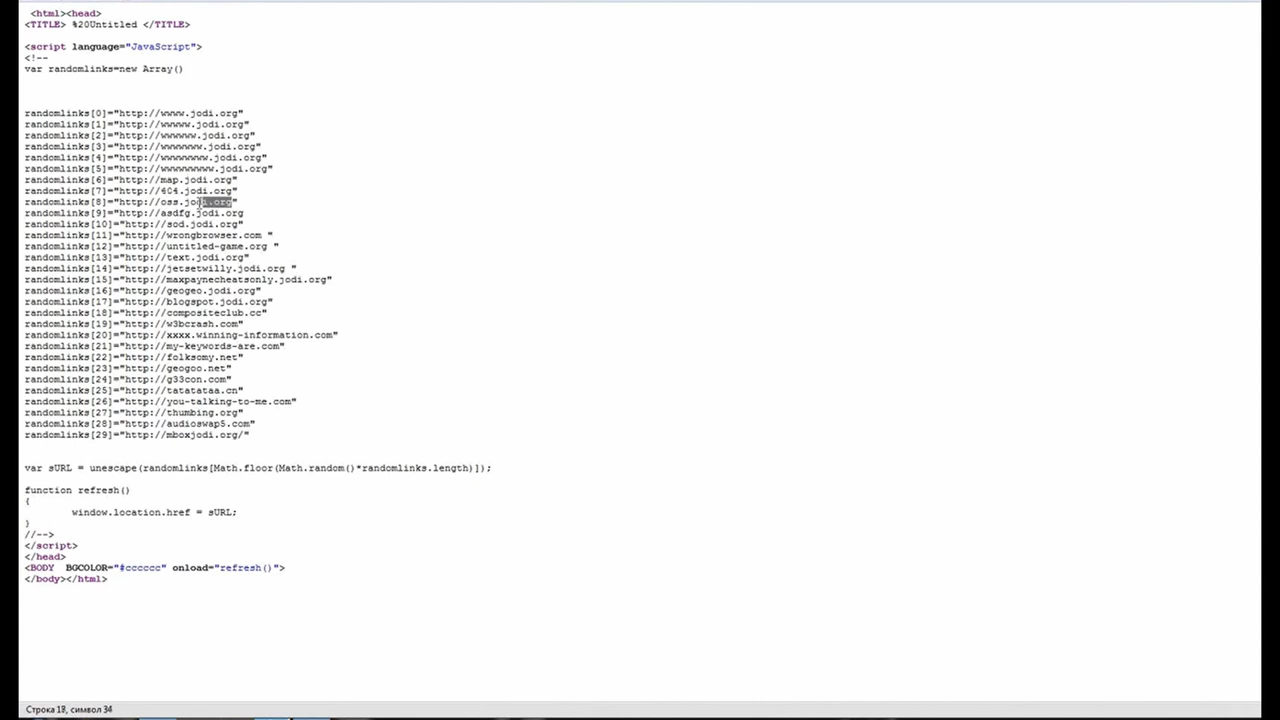 <html><head>
<TITLE> %20Untitled </TITLE>
<script language="JavaScript">
<!--
var randomlinks=new Array()
randomlinks[0]="http://wwww.jodi.org"
randomlinks[1]="http://wwwww.jodi.org"
randomlinks[2]="http://wwwwww.jodi.org"
randomlinks[3]="http://wwwwwww.jodi.org"
randomlinks[4]="http://wwwwwwww.jodi.org"
randomlinks[5]="http://wwwwwwwww.jodi.org"
randomlinks[6]="http://map.jodi.org"
randomlinks[7]="http://404.jodi.org"
randomlinks[8]="http://oss.jodi.org"
randomlinks[9]="http://asdfg.jodi.org
randomlinks[10]="http://sod.jodi.org"
randomlinks[11]="http://wrongbrowser.com "
randomlinks[12]="http://untitled-game.org "
randomlinks[13]="http://text.jodi.org"
randomlinks[14]="http://jetsetwilly.jodi.org "
randomlinks[15]="http://maxpaynecheatsonly.jodi.org"
randomlinks[16]="http://geogeo.jodi.org"
randomlinks[17]="http://blogspot.jodi.org"
randomlinks[18]="http://compositeclub.cc"
randomlinks[19]="http://w3bcrash.com"
randomlinks[20]="http://xxxx.winning-information.com"
randomlinks[21]="http://my-keywords-are.com"
randomlinks[22]="http://folksomy.net"
randomlinks[23]="http://geogoo.net"
randomlinks[24]="http://g33con.com"
randomlinks[25]="http://tatatataa.cn"
randomlinks[26]="http://you-talking-to-me.com"
randomlinks[27]="http://thumbing.org"
randomlinks[28]="http://audioswap5.com"
randomlinks[29]="http://mboxjodi.org/"
var sURL = unescape(randomlinks[Math.floor(Math.random()*randomlinks.length)]);
function refresh()
{
window.location.href = sURL;
}
//-->
</script>
</head>
<BODY BGCOLOR="#cccccc" onload="refresh()">
</body></html>
Строка 18, символ 34